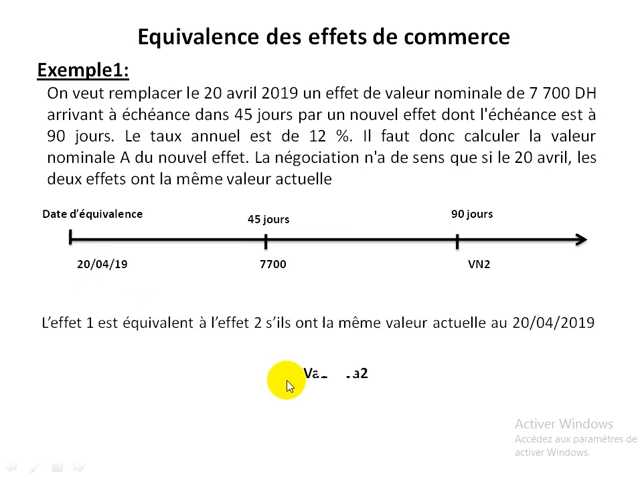 Equivalence des effets de commerce
Exemple1:
On veut remplacer le 20 avril 2019 un effet de valeur nominale de 7 700 DH
arrivant à échéance dans 45 jours par un nouvel effet dont l'échéance est à
90 jours. Le taux annuel est de 12 %. Il faut donc calculer la valeur
nominale A du nouvel effet. La négociation n'a de sens que si le 20 avril, les
deux effets ont la même valeur actuelle
Date d'équivalence
45 jours
90 jours
20/04/19
7700
VN2
L'effet 1 est équivalent à l'effet 2 s'ils ont la même valeur actuelle au 20/04/2019
Activer Windows
Accédez aux paramètres de
activer Windows.